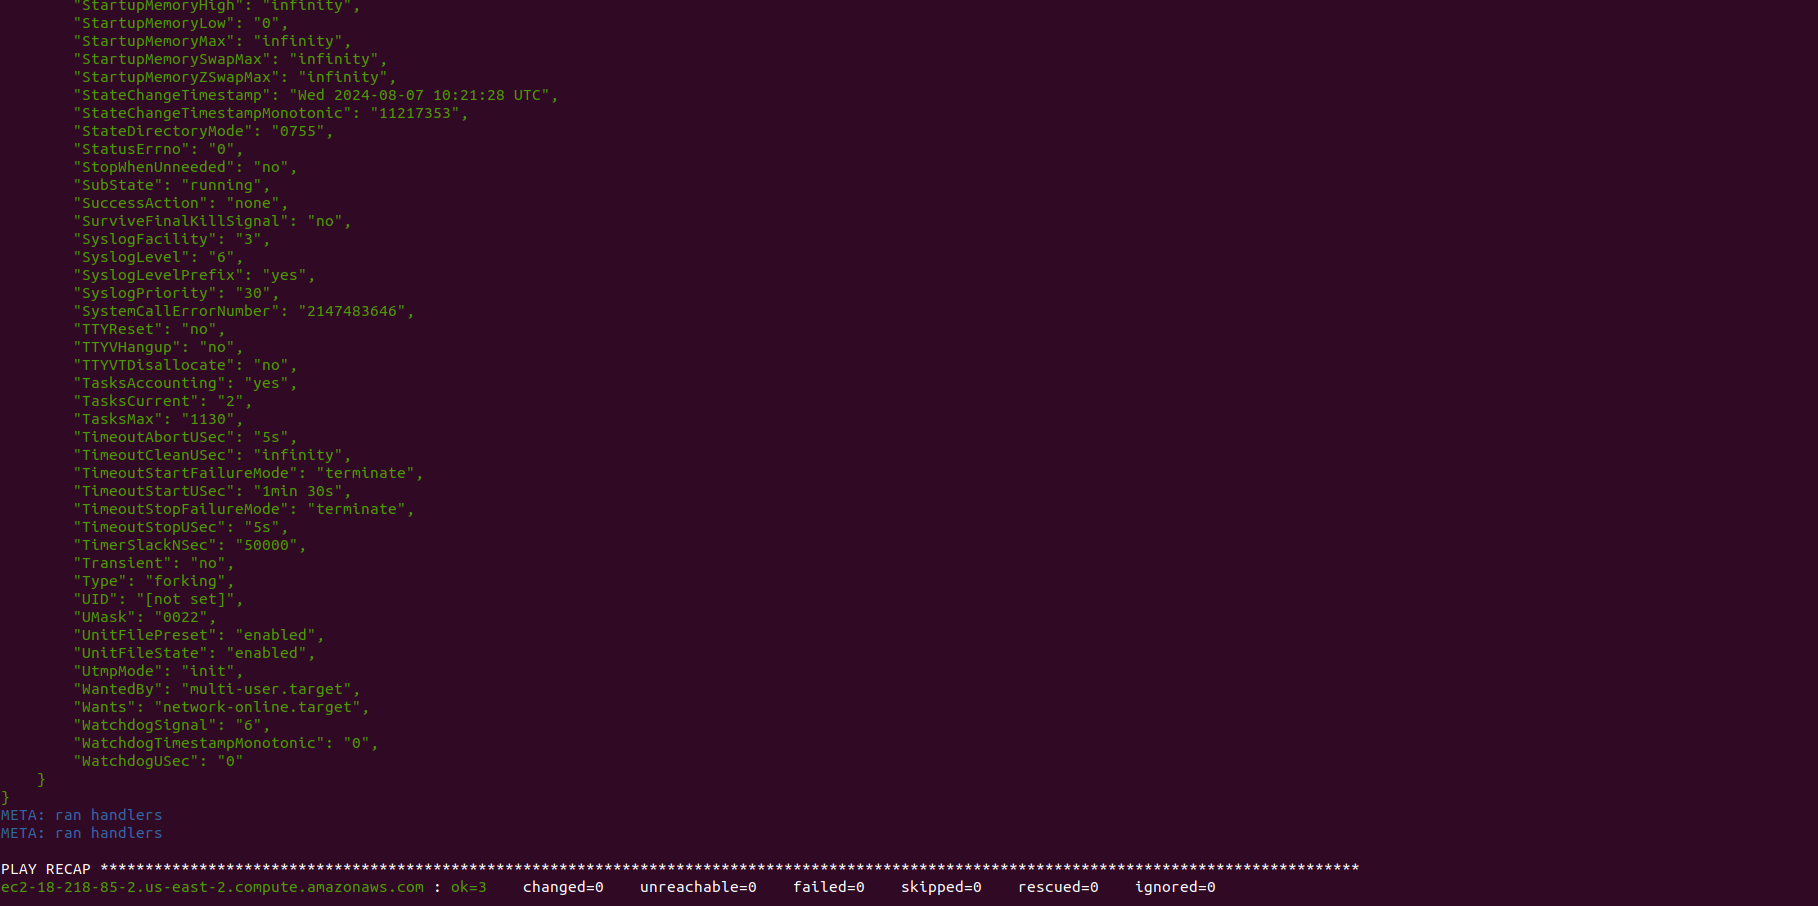 "StartupMemoryHigh": "infinity",
"StartupMemoryLow": "0",
"StartupMemoryMax": "infinity",
"StartupMemorySwapMax": "infinity",
"StartupMemoryZSwapMax": "infinity",
"StateChangeTimestamp": "Wed 2024-08-07 10:21:28 UTC",
"StateChangeTimestampMonotonic": "11217353",
"StateDirectoryMode": "0755",
"StatusErrno": "0",
"StopWhenUnneeded": "no",
"SubState": "running",
"SuccessAction": "none",
"SurviveFinalKillSignal": "no",
"SyslogFacility": "3",
"SyslogLevel": "6",
"SyslogLevelPrefix": "yes",
"SyslogPriority": "30",
"SystemCallErrorNumber": "2147483646",
"TTYReset": "no",
"TTYVHangup": "no",
"TTYVTDisallocate": "no",
"TasksAccounting": "yes",
"TasksCurrent": "2",
"TasksMax": "1130",
"TimeoutAbortUSec": "5s",
"TimeoutCleanUSec": "infinity",
"TimeoutStartFailureMode": "terminate",
"TimeoutStartUSec": "1min 30s",
"TimeoutStopFailureMode": "terminate",
"TimeoutStopUSec": "5s",
"TimerSlackNSec": "50000",
"Transient": "no",
"Type": "forking",
"UID": "[not set]",
"UMask": "0022",
"UnitFilePreset": "enabled",
"UnitFileState": "enabled",
"UtmpMode": "init",
"WantedBy": "multi-user.target",
"Wants": "network-online.target",
"WatchdogSignal": "6",
"WatchdogTimestampMonotonic": "0",
"WatchdogUSec": "0"
}
}
META: ran handlers
META: ran handlers
PLAY RECAP ********************************************************************************************************************************************
ec2-18-218-85-2.us-east-2.compute.amazonaws.com : ok=3    changed=0    unreachable=0    failed=0    skipped=0    rescued=0    ignored=0